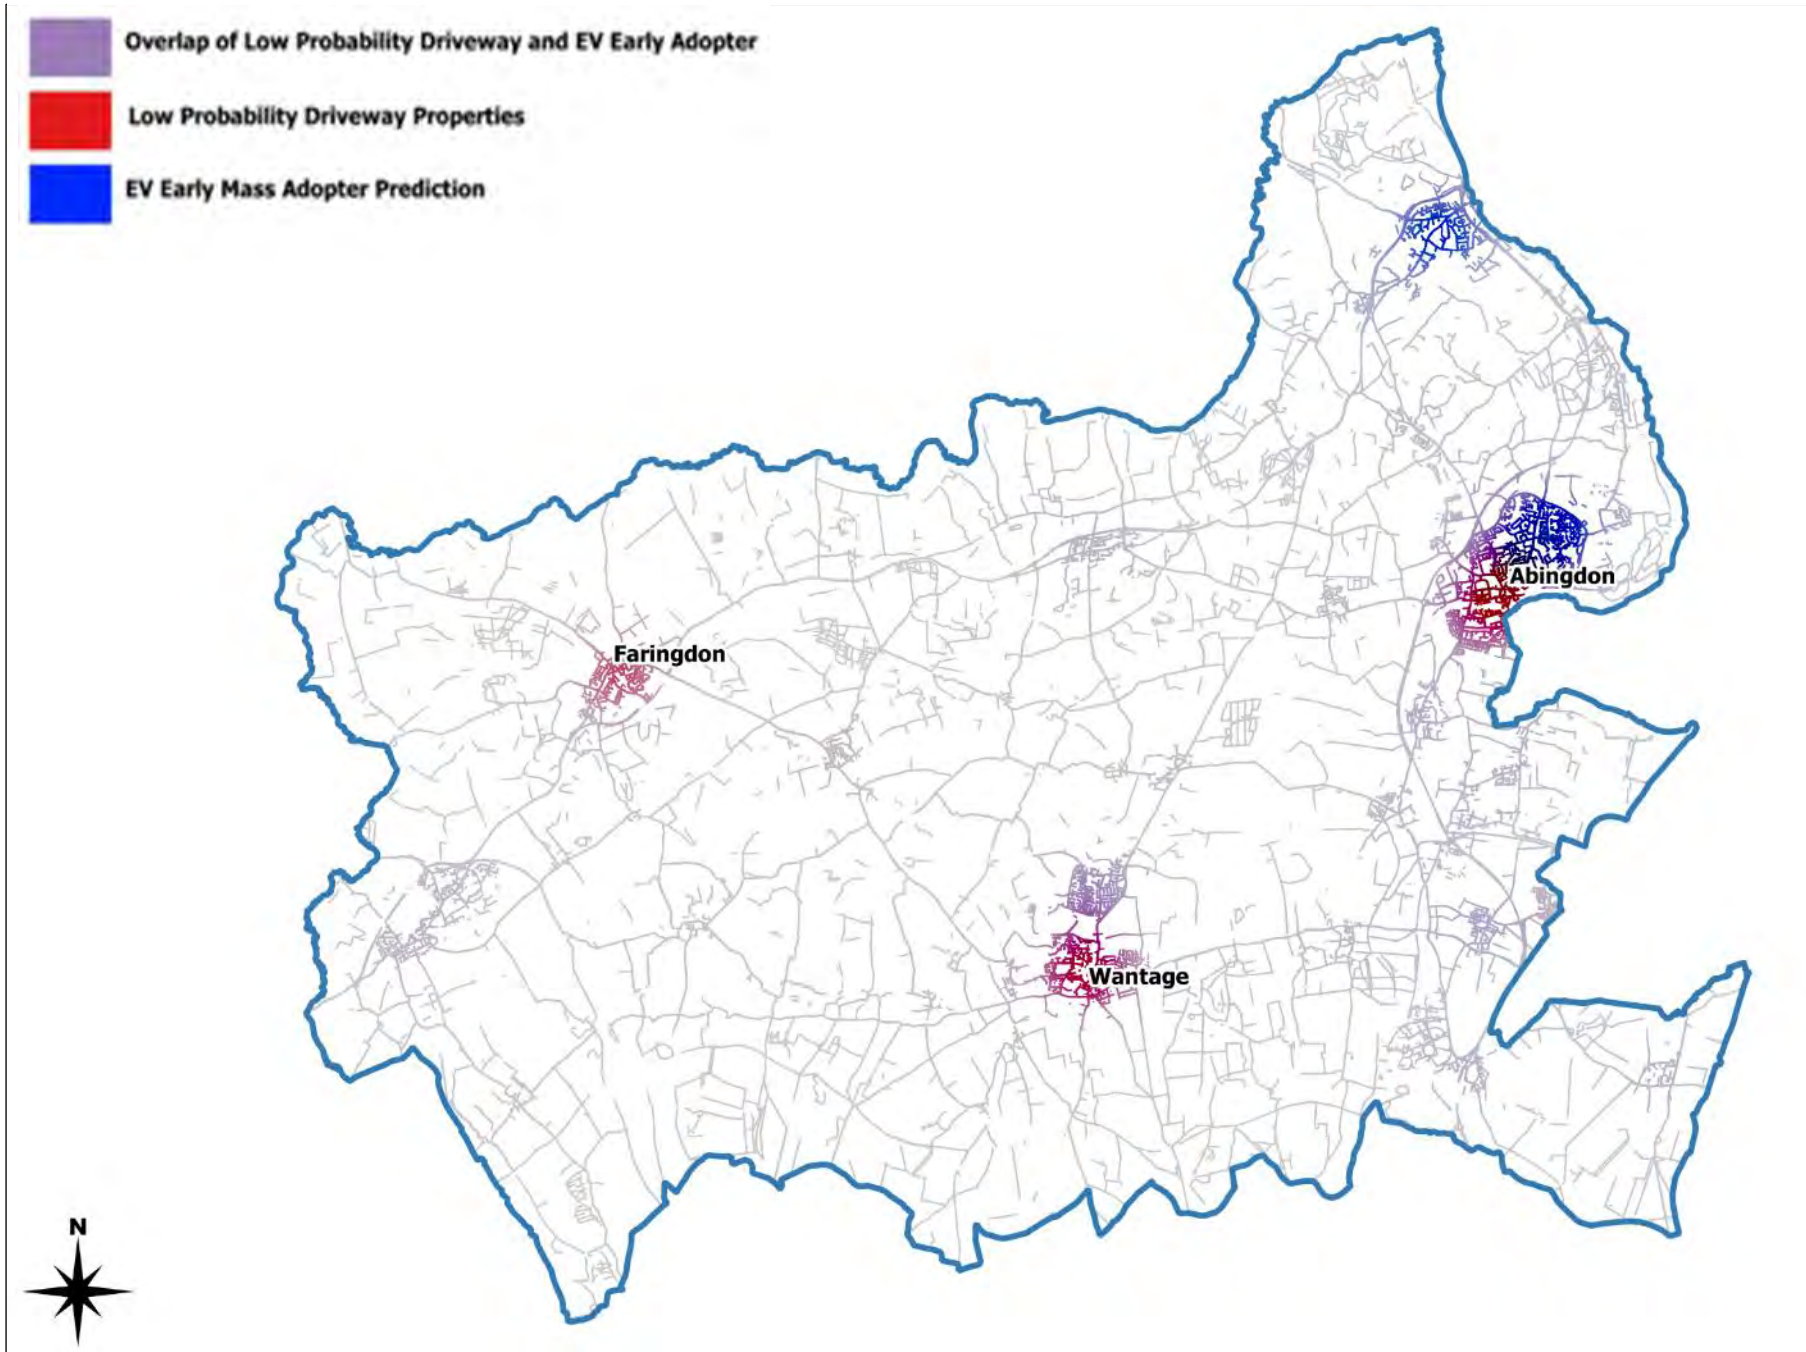 Overlap of Low Probability Driveway and EV Early Adopter
Low Probability Driveway Properties
EV Early Mass Adopter Prediction
Abingdon
Faringdon
Wantage
N